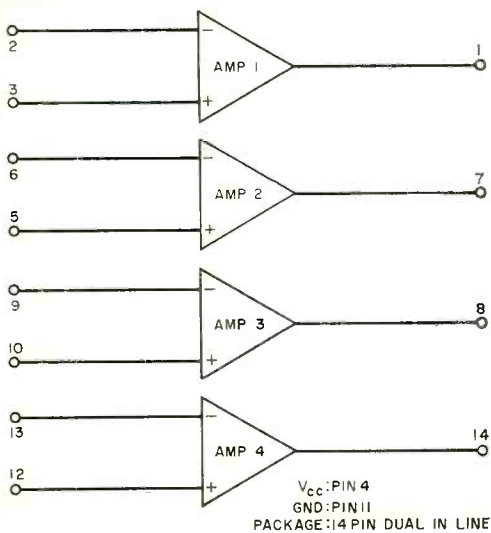 2
- AMP 1 1
3
+
6
- AMP 2 7
5
+
9
- AMP 3 8
10
+
13
- AMP 4 14
12
+
VCC:PIN 4
GND:PIN 11
PACKAGE:14 PIN DUAL IN LINE